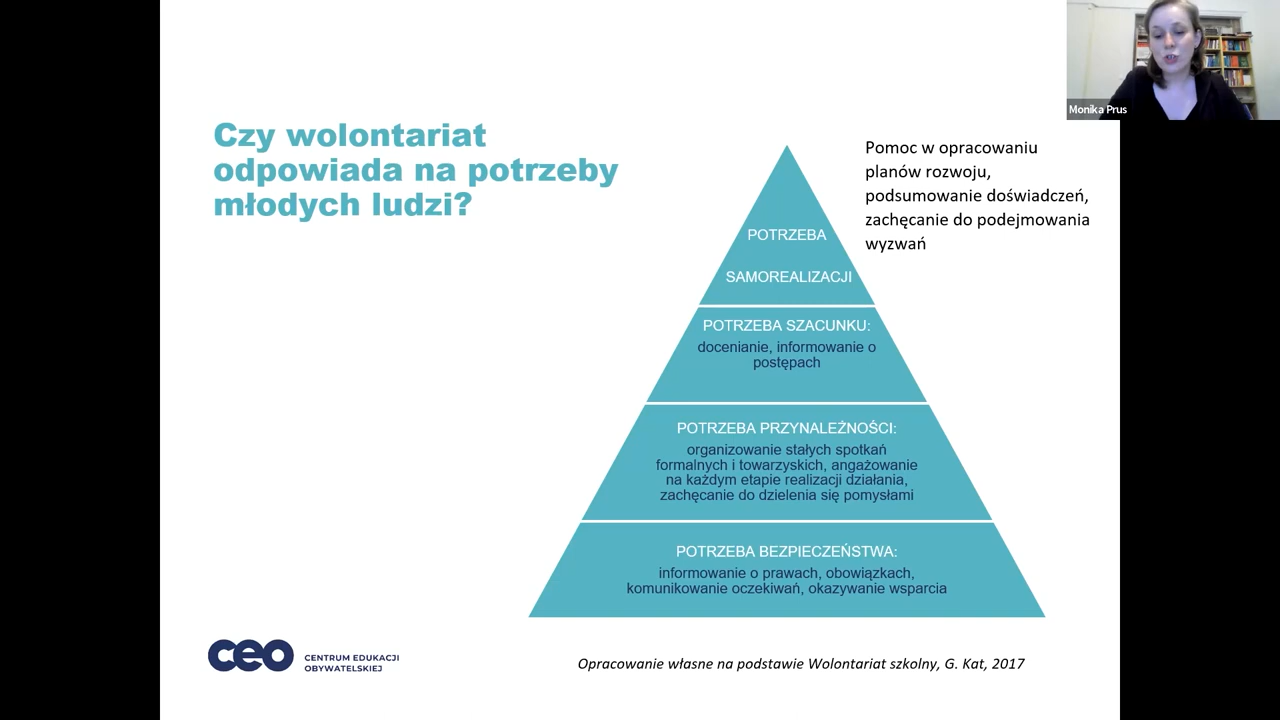 Monika Prus
Czy wolontariat
odpowiada na potrzeby
młodych ludzi?
Pomoc w opracowaniu
planów rozwoju,
podsumowanie doświadczeń,
zachęcanie do podejmowania
wyzwań
POTRZEBA
SAMOREALIZACJI
POTRZEBA SZACUNKU:
docenianie, informowanie o
postępach
POTRZEBA PRZYNALEŻNOŚCI:
organizowanie stałych spotkań
formalnych i towarzyskich, angażowanie
na każdym etapie realizacji działania,
zachęcanie do dzielenia się pomysłami
POTRZEBA BEZPIECZEŃSTWA:
informowanie o prawach, obowiązkach,
komunikowanie oczekiwań, okazywanie wsparcia
ceo
CENTRUM EDUKACJI
OBYWATELSKIEJ
Opracowanie własne na podstawie Wolontariat szkolny, G. Kat, 2017